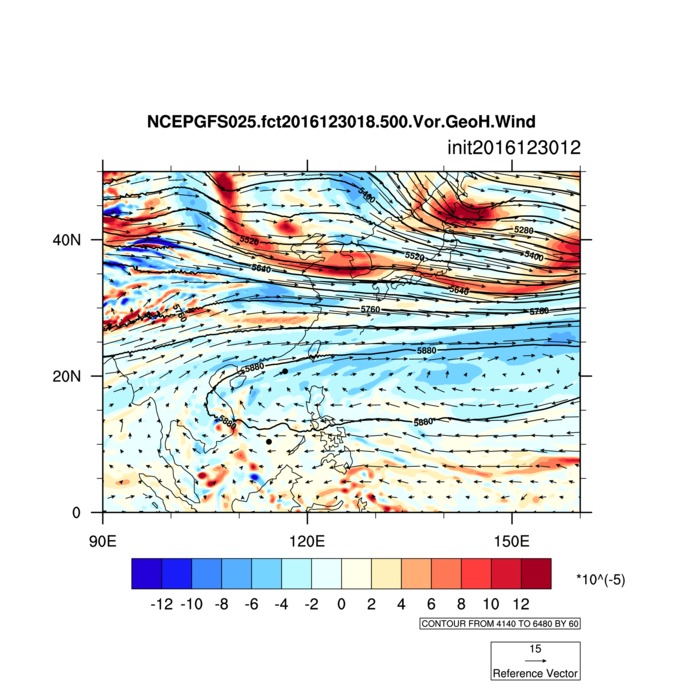 NCEPGFS025.fct2016123018.500.Vor.GeoH.Wind
init2016123012
5460
5280
40N
5520
5520
5400
5640
5640
5760
5760
5760
5880
5880
20N
5880
5880
0
90E 120E 150E
-12 -10 -8 -6 -4 -2 0 2 4 6 8 10 12
*10^(-5)
CONTOUR FROM 4140 TO 6480 BY 60
15
Reference Vector